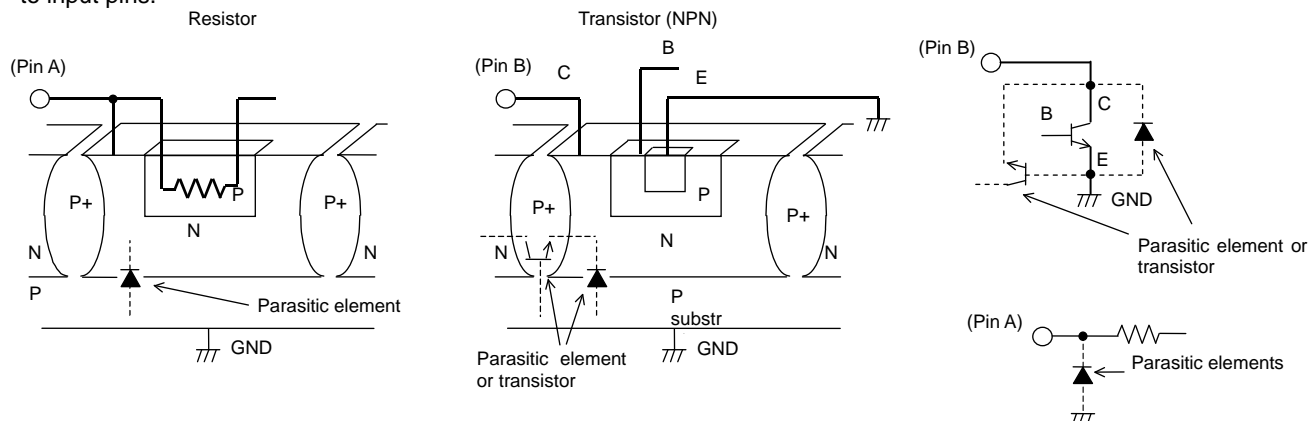 to input pins.
Resistor
(Pin A)
P+
P
P+
N
N
N
P
Parasitic element
GND
Transistor (NPN)
B
(Pin B)
C
E
P+
P
P+
N
N
N
P
substr
GND
Parasitic element
or transistor
(Pin B)
C
B
E
GND
Parasitic element or
transistor
(Pin A)
Parasitic elements